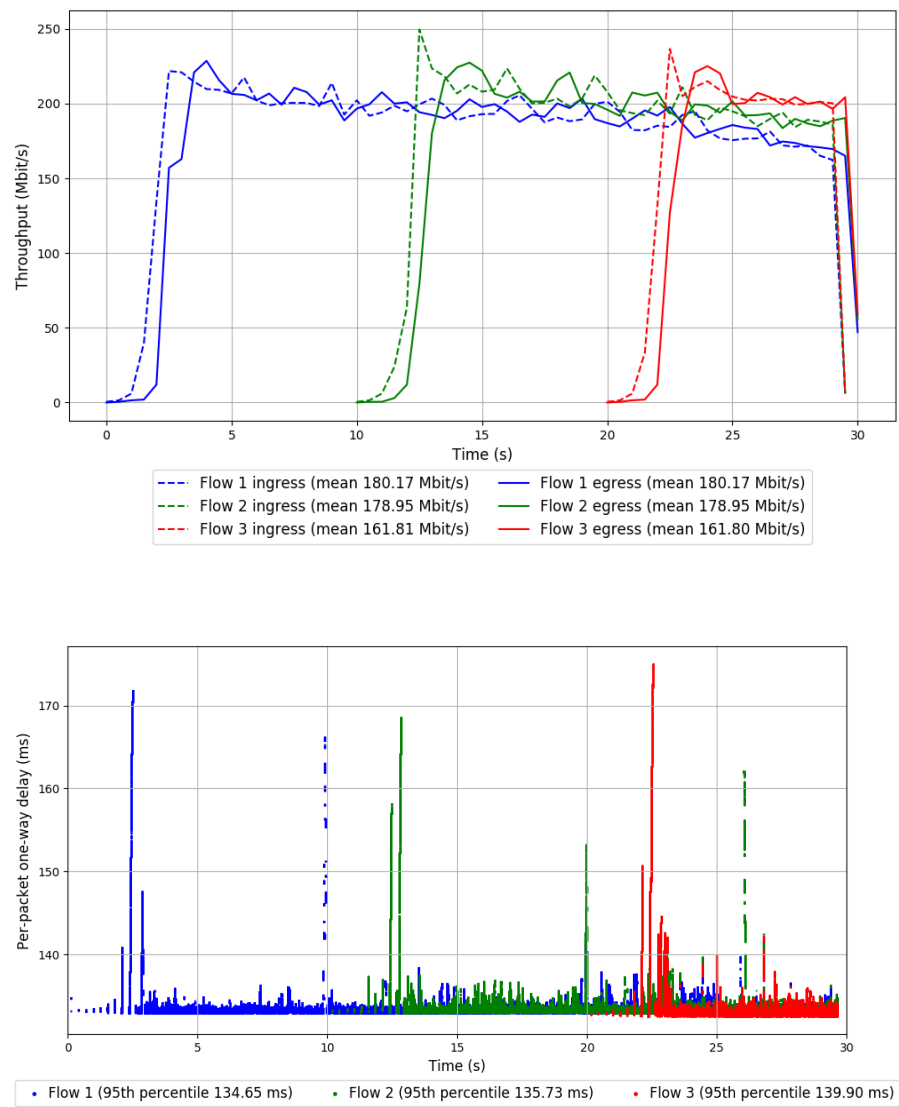 250
200
150
100
50
0
Throughput (Mbit/s)
0 5 10 15 20 25 30
Time (s)
Flow 1 ingress (mean 180.17 Mbit/s) Flow 1 egress (mean 180.17 Mbit/s)
Flow 2 ingress (mean 178.95 Mbit/s) Flow 2 egress (mean 178.95 Mbit/s)
Flow 3 ingress (mean 161.81 Mbit/s) Flow 3 egress (mean 161.80 Mbit/s)
170
160
150
140
Per-packet one-way delay (ms)
0 5 10 15 20 25 30
Time (s)
Flow 1 (95th percentile 134.65 ms) Flow 2 (95th percentile 135.73 ms) Flow 3 (95th percentile 139.90 ms)